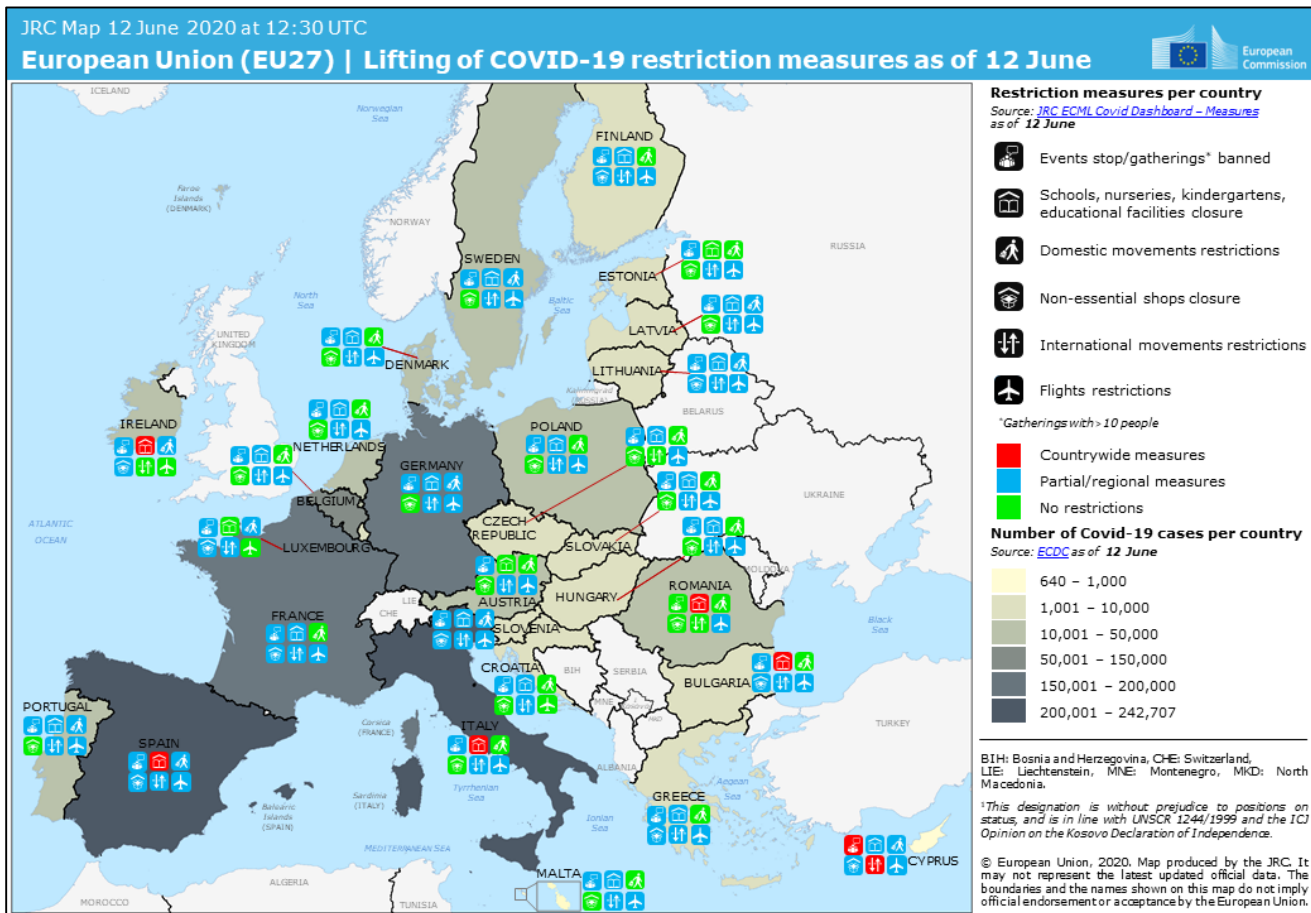 JRC Map 12 June 2020 at 12:30 UTC
European Union (EU27) | Lifting of COVID-19 restriction measures as of 12 June
European
Commission
ICELAND
Norwegian
Sea
FINLAND
Faroe
Islands
(DENMARK)
NORWAY
RUSSIA
SWEDEN
ESTONIA
North
Sea
Baltic
Sea
UNITED
KINGDOM
LATVIA
DENMARK
LITHUANIA
Kaliningrad
(RUSSIA)
BELARUS
IRELAND
NETHERLANDS
POLAND
GERMANY
BELGIUM
UKRAINE
ATLANTIC
OCEAN
CZECH
REPUBLIC
LUXEMBOURG
SLOVAKIA
MOLDOVA
LIE
AUSTRIA
HUNGARY
ROMANIA
CHE
FRANCE
SLOVENIA
Black
Sea
CROATIA
BIH
SERBIA
BULGARIA
MNE
Kosovo
MKD
PORTUGAL
Corsica
(FRANCE)
ITALY
TURKEY
SPAIN
ALBANIA
Tyrrhenian
Sea
Sardinia
(ITALY)
Balearic
Islands
(SPAIN)
GREECE
Aegean
Sea
Ionian
Sea
MEDITERRANEAN SEA
CYPRUS
MALTA
ALGERIA
MOROCCO
TUNISIA
Restriction measures per country
Source: JRC ECML Covid Dashboard – Measures
as of 12 June
Events stop/gatherings* banned
Schools, nurseries, kindergartens,
educational facilities closure
Domestic movements restrictions
Non-essential shops closure
International movements restrictions
Flights restrictions
*Gatherings with >10 people
Countrywide measures
Partial/regional measures
No restrictions
Number of Covid-19 cases per country
Source: ECDC as of 12 June
640 – 1,000
1,001 – 10,000
10,001 – 50,000
50,001 – 150,000
150,001 – 200,000
200,001 – 242,707
BIH: Bosnia and Herzegovina, CHE: Switzerland,
LIE: Liechtenstein, MNE: Montenegro, MKD: North
Macedonia.
¹This designation is without prejudice to positions on
status, and is in line with UNSCR 1244/1999 and the ICJ
Opinion on the Kosovo Declaration of Independence.
© European Union, 2020. Map produced by the JRC. It
may not represent the latest updated official data. The
boundaries and the names shown on this map do not imply
official endorsement or acceptance by the European Union.